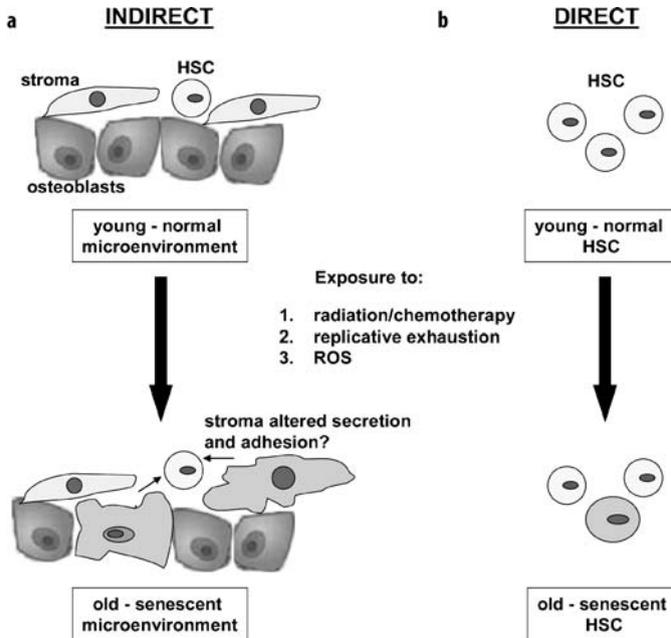 a
INDIRECT
b
DIRECT
stroma
HSC
HSC
osteoblasts
young - normal
microenvironment
young - normal
HSC
Exposure to:
1. radiation/chemotherapy
2. replicative exhaustion
3. ROS
stroma altered secretion
and adhesion?
old - senescent
microenvironment
old - senescent
HSC